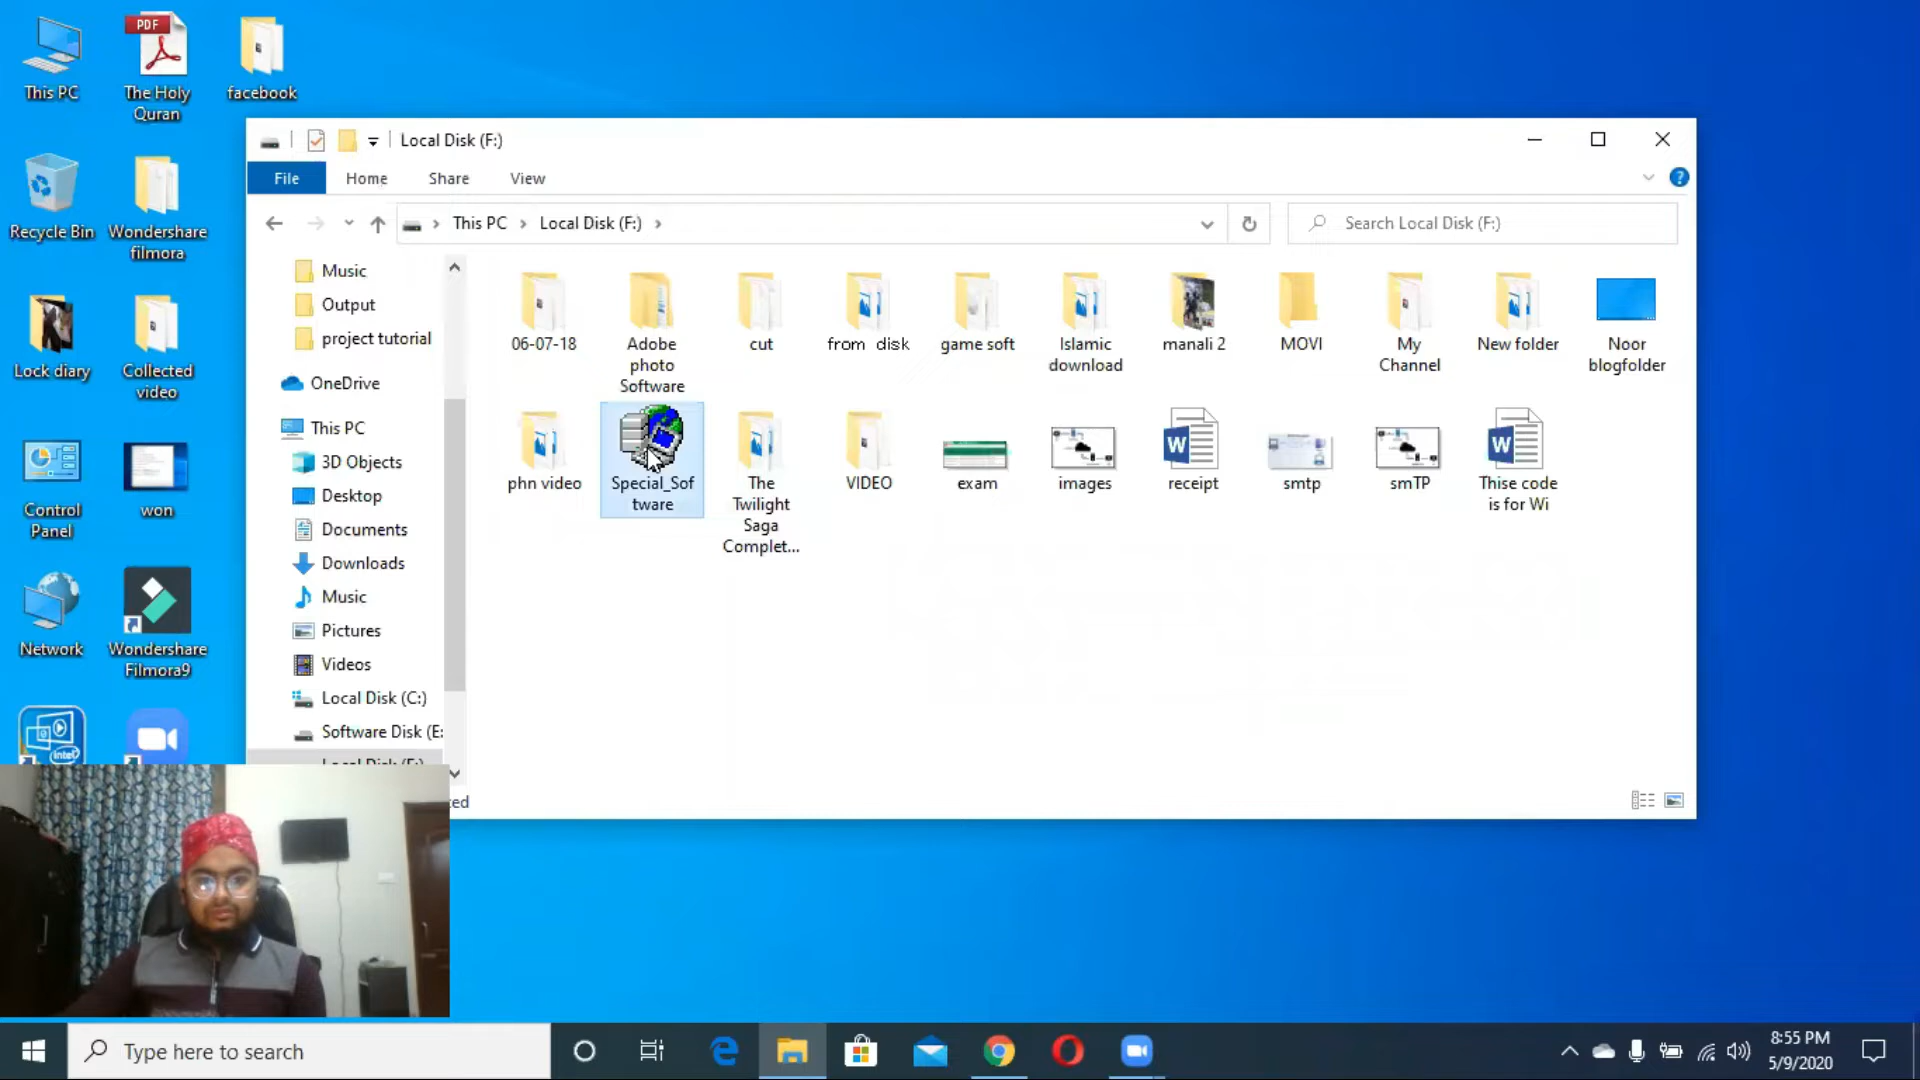 This PC
PDF
The Holy
Quran
facebook
Recycle Bin
Wondershare
filmora
Lock diary
Collected
video
Control
Panel
won
Network
Wondershare
Filmora9
intel
Local Disk (F:)
File
Home
Share
View
This PC
Local Disk (F:)
Search Local Disk (F:)
Music
Output
project tutorial
OneDrive
This PC
3D Objects
Desktop
Documents
Downloads
Music
Pictures
Videos
Local Disk (C:)
Software Disk (E:
Local Disk (F:)
06-07-18
Adobe
photo
Software
cut
from disk
game soft
Islamic
download
manali 2
MOVI
My
Channel
New folder
Noor
blogfolder
phn video
Special_Sof
tware
The
Twilight
Saga
Complet...
VIDEO
exam
images
W
receipt
smtp
smTP
W
Thise code
is for Wi
ted
Type here to search
8:55 PM
5/9/2020